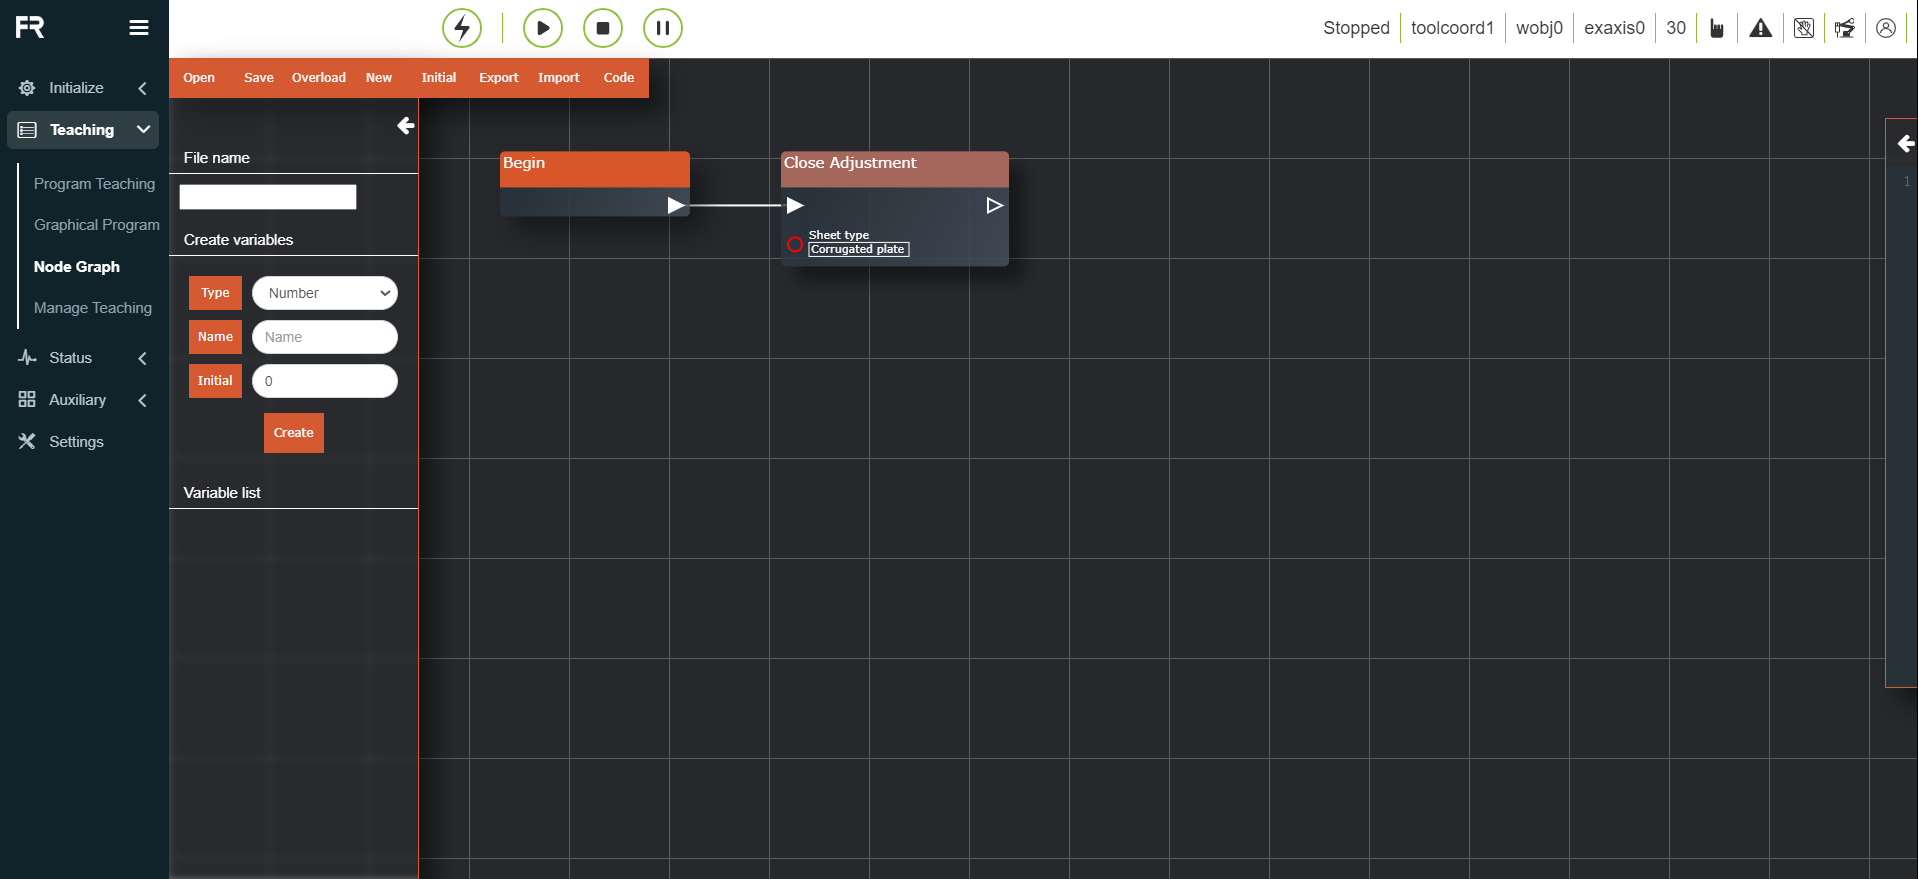 FR
Stopped
toolcoord1
wobj0
exaxis0
30
Initialize
Teaching
Program Teaching
Graphical Program
Node Graph
Manage Teaching
Status
Auxiliary
Settings
Open Save Overload New Initial Export Import Code
File name
Create variables
Type Number
Name Name
Initial 0
Create
Variable list
Begin
Close Adjustment
Sheet type
Corrugated plate
1